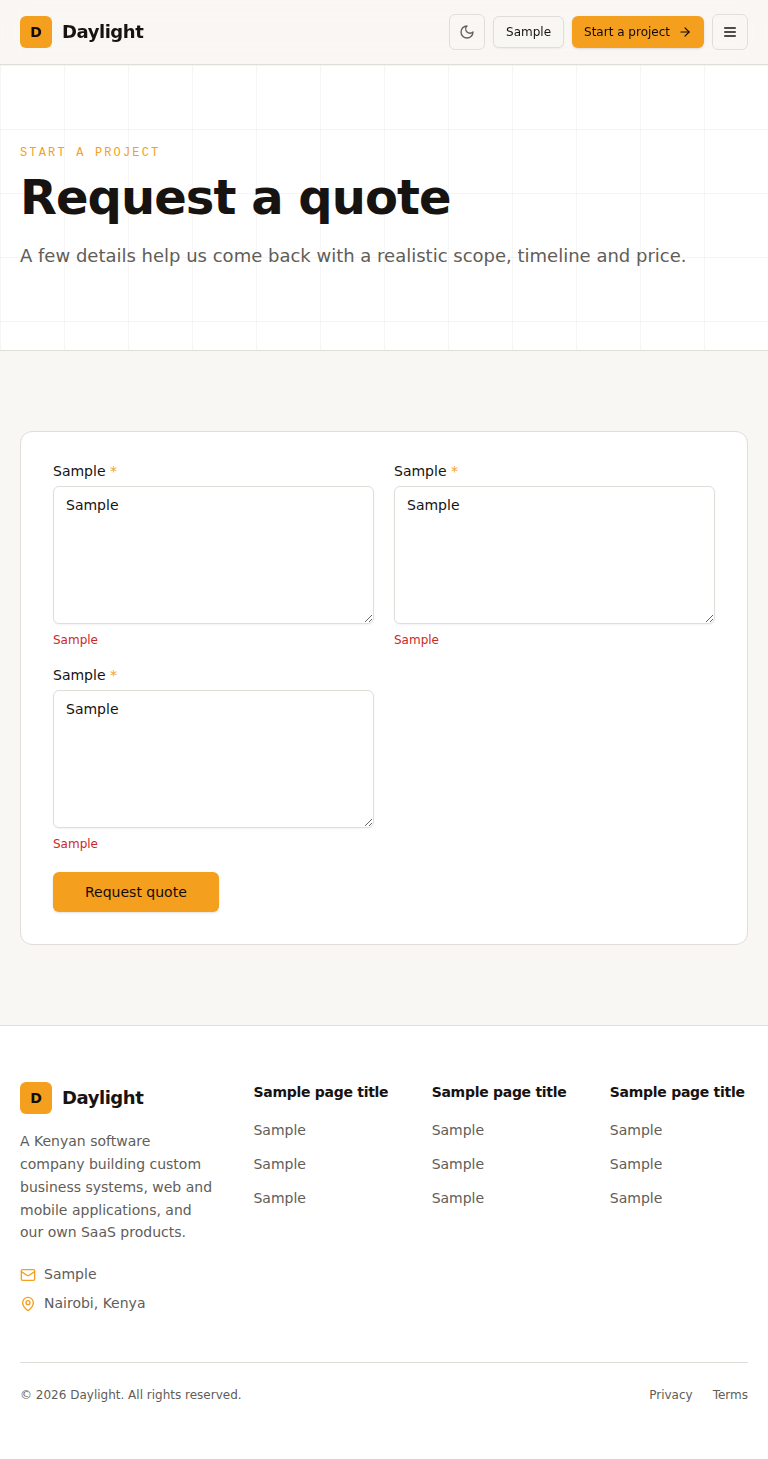 D Daylight
Sample
Start a project
START A PROJECT
Request a quote
A few details help us come back with a realistic scope, timeline and price.
Sample *
Sample
Sample
Sample *
Sample
Sample
Sample *
Sample
Sample
Request quote
D Daylight
A Kenyan software
company building custom
business systems, web and
mobile applications, and
our own SaaS products.
Sample
Nairobi, Kenya
Sample page title
Sample
Sample
Sample
Sample page title
Sample
Sample
Sample
Sample page title
Sample
Sample
Sample
© 2026 Daylight. All rights reserved.
Privacy
Terms